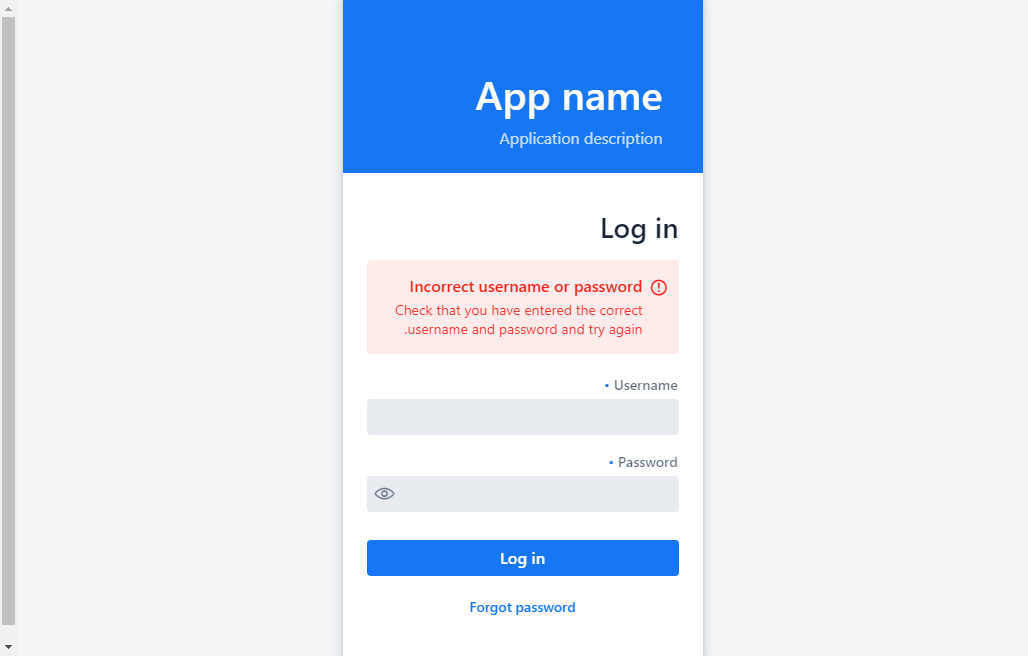 App name
Application description
Log in
Incorrect username or password
Check that you have entered the correct
.username and password and try again
• Username
• Password
Log in
Forgot password